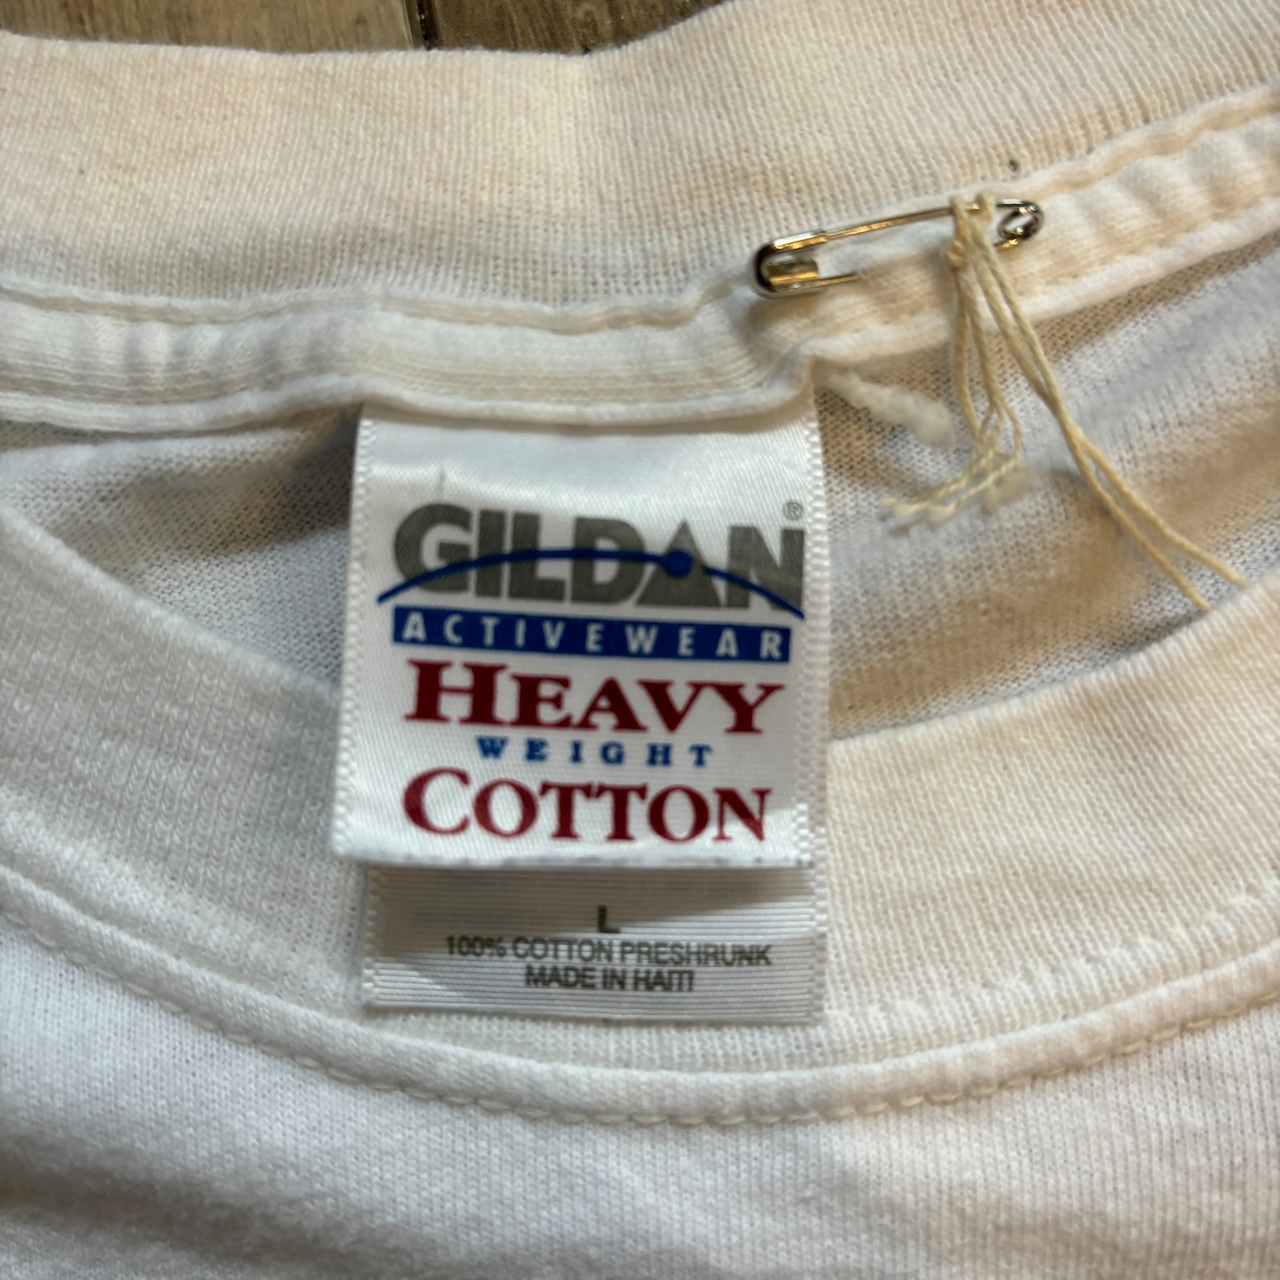 GILDAN®
ACTIVEWEAR
HEAVY
WEIGHT
COTTON
L
100% COTTON PRESHRUNK
MADE IN HAITI